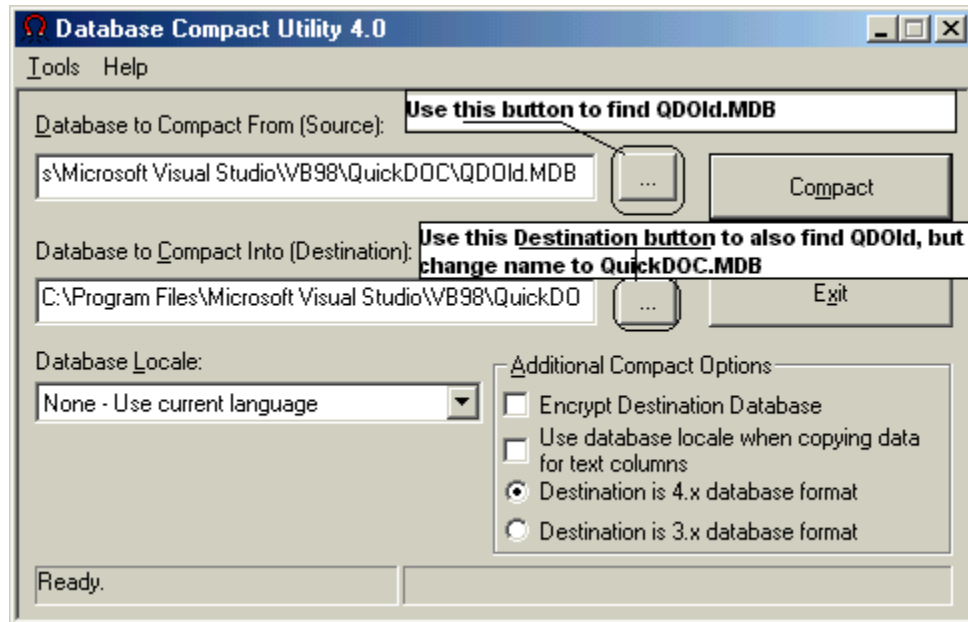 Database Compact Utility 4.0
Tools Help
Use this button to find QDOld.MDB
Database to Compact From (Source):
s\Microsoft Visual Studio\VB98\QuickDOC\QDOld.MDB
...
Compact
Use this Destination button to also find QDOld, but
change name to QuickDOC.MDB
Database to Compact Into (Destination):
C:\Program Files\Microsoft Visual Studio\VB98\QuickDO
...
Exit
Database Locale:
None - Use current language
Additional Compact Options
Encrypt Destination Database
Use database locale when copying data
for text columns
Destination is 4.x database format
Destination is 3.x database format
Ready.